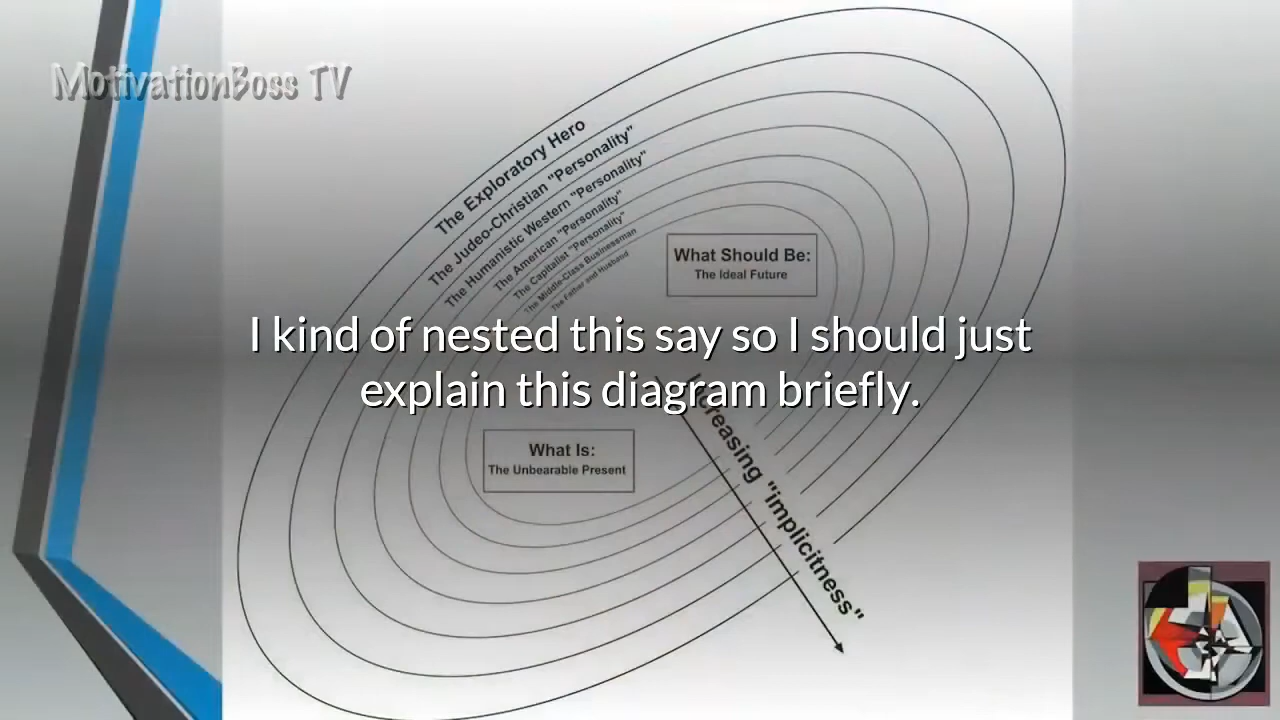 MotivationBoss TV
The Exploratory Hero
The Judeo-Christian "Personality"
The Humanistic Western "Personality"
The American "Personality"
The Capitalist "Personality"
The Middle-Class Businessman
The Father and Husband
What Should Be:
The Ideal Future
I kind of nested this say so I should just
explain this diagram briefly.
What Is:
The Unbearable Present
Increasing "implicitness"